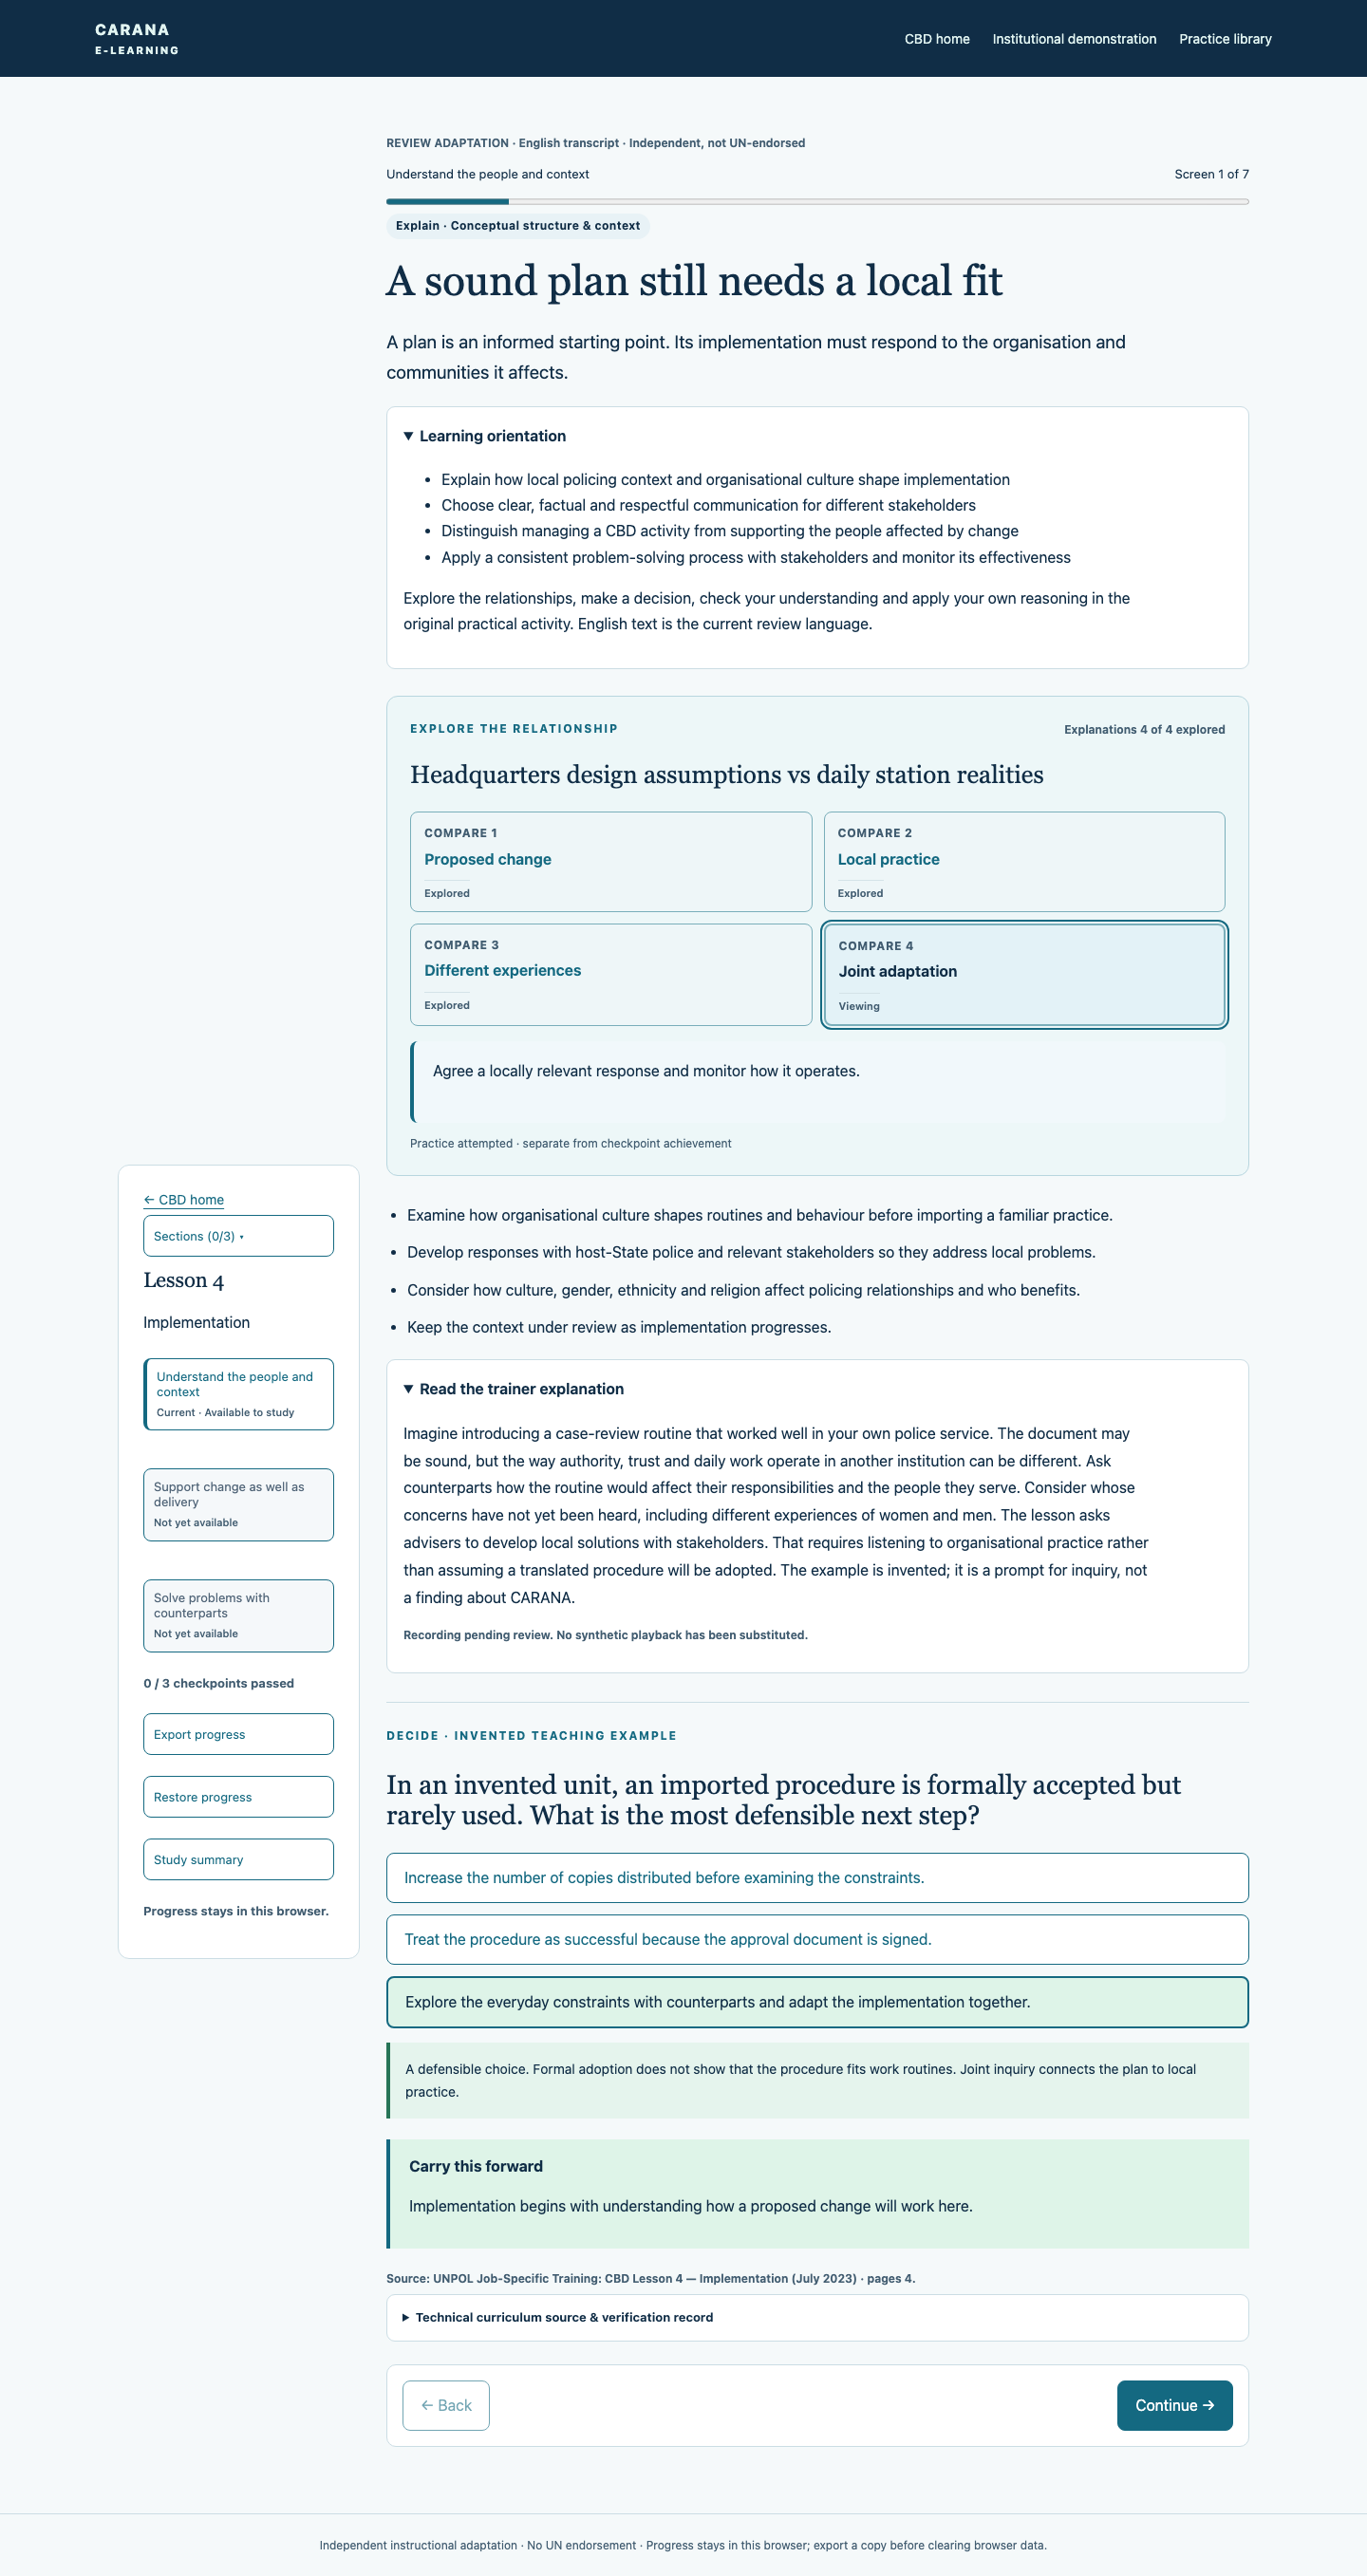 CARANA
E-LEARNING
CBD home
Institutional demonstration
Practice library
REVIEW ADAPTATION · English transcript · Independent, not UN-endorsed
Understand the people and context
Screen 1 of 7
Explain · Conceptual structure & context
A sound plan still needs a local fit
A plan is an informed starting point. Its implementation must respond to the organisation and
communities it affects.
▼ Learning orientation
• Explain how local policing context and organisational culture shape implementation
• Choose clear, factual and respectful communication for different stakeholders
• Distinguish managing a CBD activity from supporting the people affected by change
• Apply a consistent problem-solving process with stakeholders and monitor its effectiveness
Explore the relationships, make a decision, check your understanding and apply your own reasoning in the
original practical activity. English text is the current review language.
EXPLORE THE RELATIONSHIP
Explanations 4 of 4 explored
Headquarters design assumptions vs daily station realities
COMPARE 1
Proposed change
Explored
COMPARE 2
Local practice
Explored
COMPARE 3
Different experiences
Explored
COMPARE 4
Joint adaptation
Viewing
Agree a locally relevant response and monitor how it operates.
Practice attempted · separate from checkpoint achievement
← CBD home
Sections (0/3) ▾
Lesson 4
Implementation
Understand the people and
context
Current · Available to study
Support change as well as
delivery
Not yet available
Solve problems with
counterparts
Not yet available
0 / 3 checkpoints passed
Export progress
Restore progress
Study summary
Progress stays in this browser.
• Examine how organisational culture shapes routines and behaviour before importing a familiar practice.
• Develop responses with host-State police and relevant stakeholders so they address local problems.
• Consider how culture, gender, ethnicity and religion affect policing relationships and who benefits.
• Keep the context under review as implementation progresses.
▼ Read the trainer explanation
Imagine introducing a case-review routine that worked well in your own police service. The document may
be sound, but the way authority, trust and daily work operate in another institution can be different. Ask
counterparts how the routine would affect their responsibilities and the people they serve. Consider whose
concerns have not yet been heard, including different experiences of women and men. The lesson asks
advisers to develop local solutions with stakeholders. That requires listening to organisational practice rather
than assuming a translated procedure will be adopted. The example is invented; it is a prompt for inquiry, not
a finding about CARANA.
Recording pending review. No synthetic playback has been substituted.
DECIDE · INVENTED TEACHING EXAMPLE
In an invented unit, an imported procedure is formally accepted but
rarely used. What is the most defensible next step?
Increase the number of copies distributed before examining the constraints.
Treat the procedure as successful because the approval document is signed.
Explore the everyday constraints with counterparts and adapt the implementation together.
A defensible choice. Formal adoption does not show that the procedure fits work routines. Joint inquiry connects the plan to local
practice.
Carry this forward
Implementation begins with understanding how a proposed change will work here.
Source: UNPOL Job-Specific Training: CBD Lesson 4 — Implementation (July 2023) · pages 4.
▶ Technical curriculum source & verification record
← Back
Continue →
Independent instructional adaptation · No UN endorsement · Progress stays in this browser; export a copy before clearing browser data.